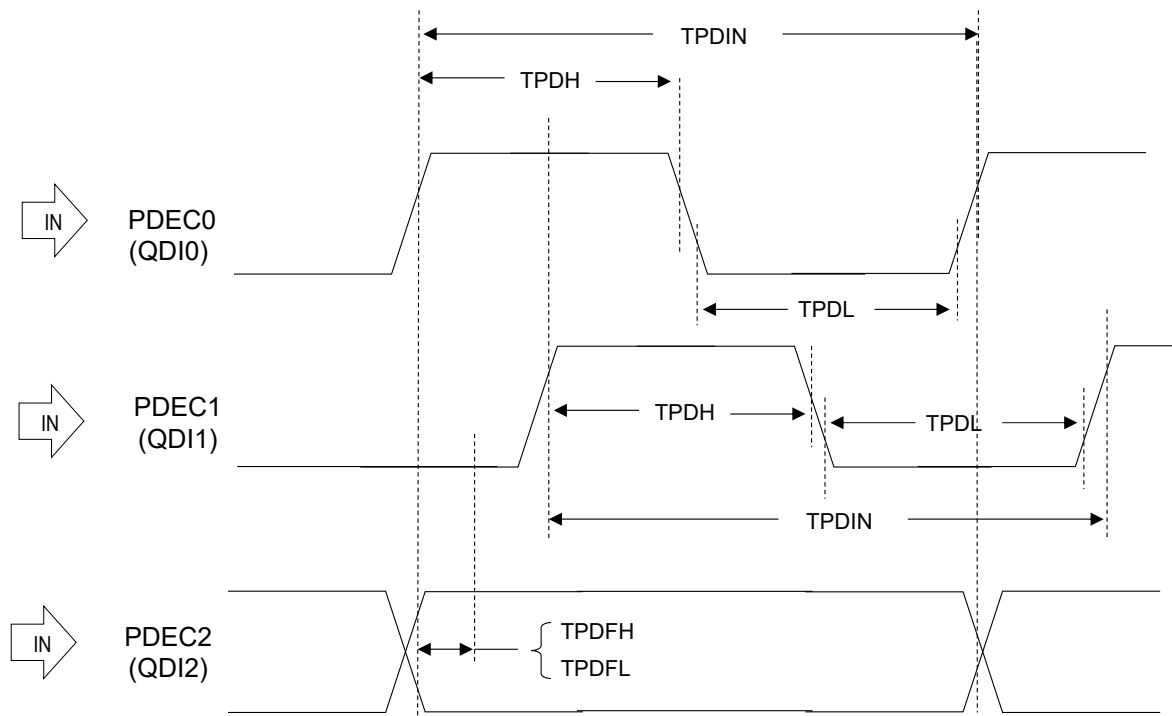 TPDIN
TPDH
IN
PDEC0
(QDI0)
TPDL
IN
PDEC1
(QDI1)
TPDH
TPDL
TPDIN
IN
PDEC2
(QDI2)
TPDFH
TPDFL